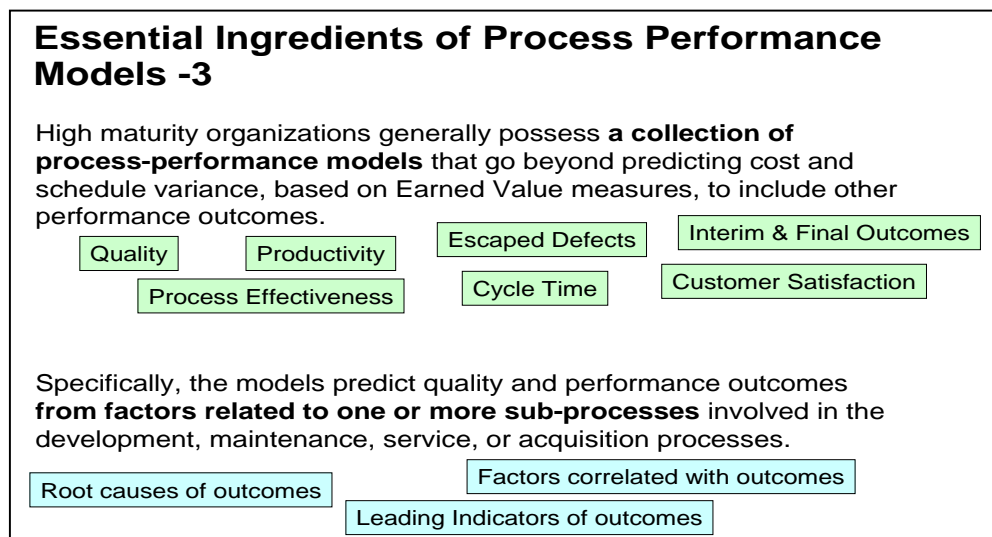 Essential Ingredients of Process Performance
Models -3
High maturity organizations generally possess a collection of
process-performance models that go beyond predicting cost and
schedule variance, based on Earned Value measures, to include other
performance outcomes.
Quality
Productivity
Escaped Defects
Interim & Final Outcomes
Process Effectiveness
Cycle Time
Customer Satisfaction
Specifically, the models predict quality and performance outcomes
from factors related to one or more sub-processes involved in the
development, maintenance, service, or acquisition processes.
Root causes of outcomes
Factors correlated with outcomes
Leading Indicators of outcomes